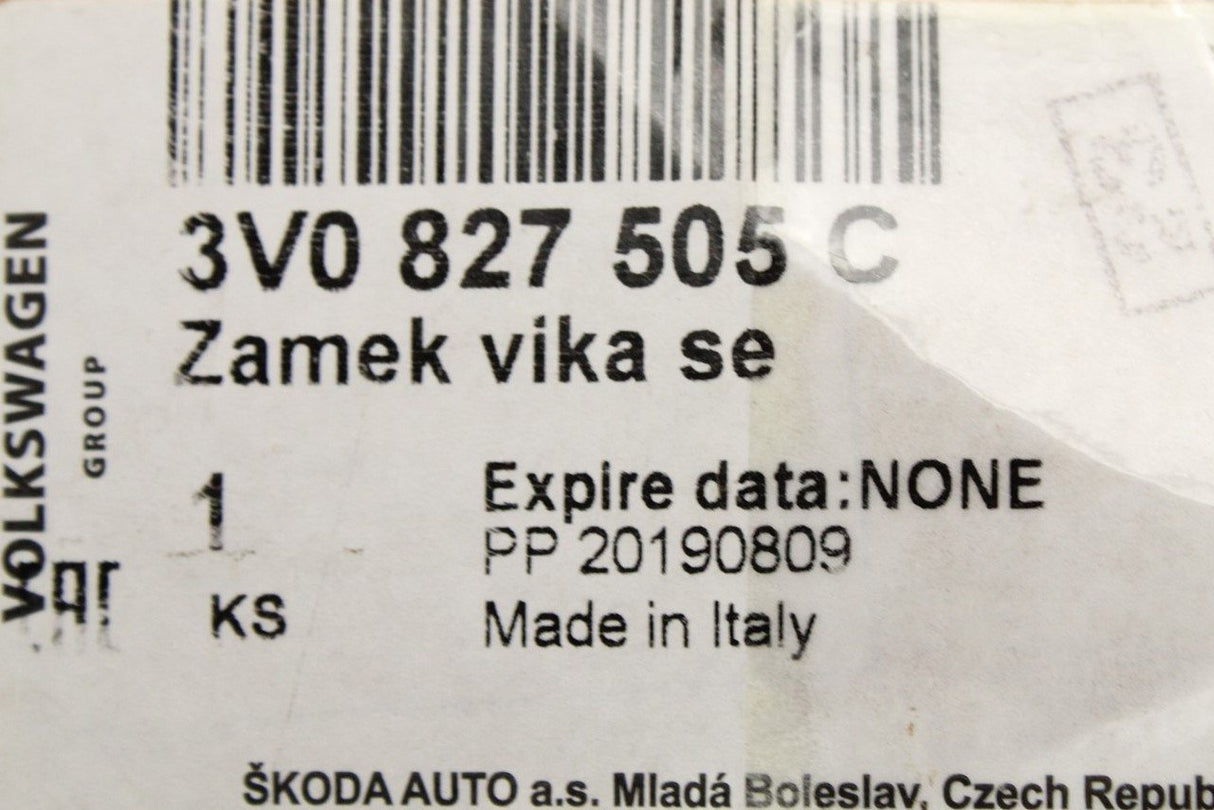 3V0 827 505 C
Zamek vika se
VOLKSWAGEN
GROUP
1
Expire data:NONE
PP 20190809
KS
Made in Italy
ŠKODA AUTO a.s. Mladá Boleslav, Czech Repub